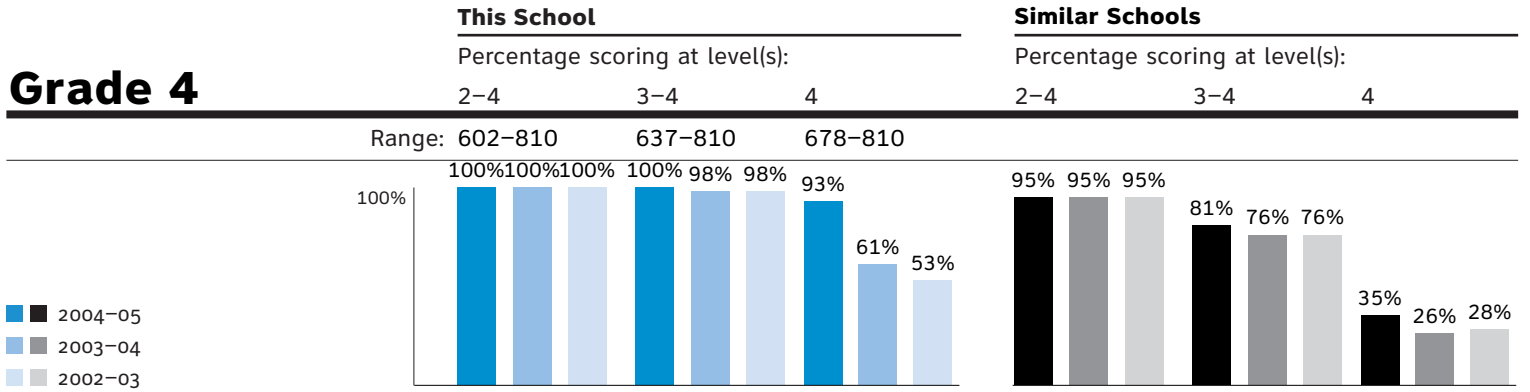 This School Similar Schools
Percentage scoring at level(s): Percentage scoring at level(s):
Grade 4 2–4 3–4 4 2–4 3–4 4
Range: 602–810 637–810 678–810
100% 100% 100% 100% 98% 98% 93% 61% 53% 95% 95% 95% 81% 76% 76% 35% 26% 28%
100%
2004–05
2003–04
2002–03